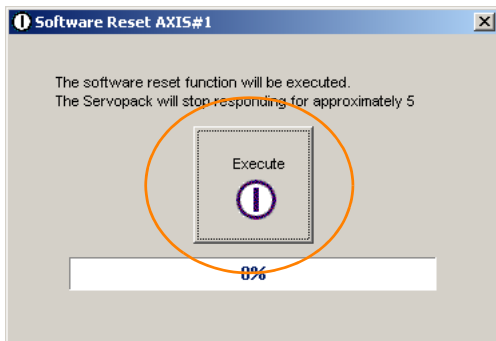 Software Reset AXIS#1
The software reset function will be executed.
The Servopack will stop responding for approximately 5
Execute
0%